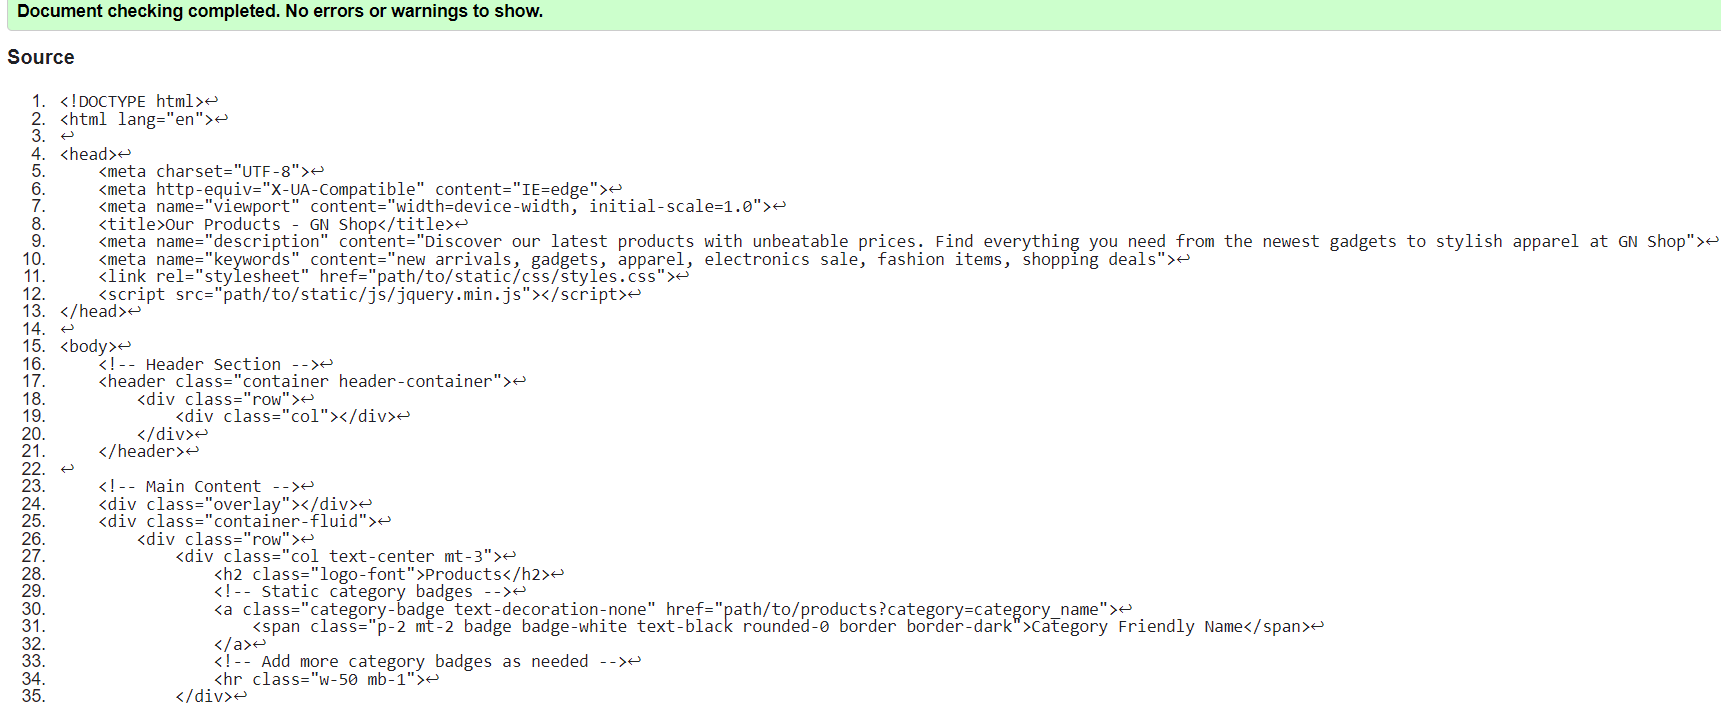 Document checking completed. No errors or warnings to show.
Source
1. <!DOCTYPE html>↩
2. <html lang="en">↩
3. ↩
4. <head>↩
5.     <meta charset="UTF-8">↩
6.     <meta http-equiv="X-UA-Compatible" content="IE=edge">↩
7.     <meta name="viewport" content="width=device-width, initial-scale=1.0">↩
8.     <title>Our Products - GN Shop</title>↩
9.     <meta name="description" content="Discover our latest products with unbeatable prices. Find everything you need from the newest gadgets to stylish apparel at GN Shop">↩
10.     <meta name="keywords" content="new arrivals, gadgets, apparel, electronics sale, fashion items, shopping deals">↩
11.     <link rel="stylesheet" href="path/to/static/css/styles.css">↩
12.     <script src="path/to/static/js/jquery.min.js"></script>↩
13. </head>↩
14. ↩
15. <body>↩
16.     <!-- Header Section -->↩
17.     <header class="container header-container">↩
18.         <div class="row">↩
19.             <div class="col"></div>↩
20.         </div>↩
21.     </header>↩
22. ↩
23.     <!-- Main Content -->↩
24.     <div class="overlay"></div>↩
25.     <div class="container-fluid">↩
26.         <div class="row">↩
27.             <div class="col text-center mt-3">↩
28.                 <h2 class="logo-font">Products</h2>↩
29.                 <!-- Static category badges -->↩
30.                 <a class="category-badge text-decoration-none" href="path/to/products?category=category_name">↩
31.                     <span class="p-2 mt-2 badge badge-white text-black rounded-0 border border-dark">Category Friendly Name</span>↩
32.                 </a>↩
33.                 <!-- Add more category badges as needed -->↩
34.                 <hr class="w-50 mb-1">↩
35.             </div>↩